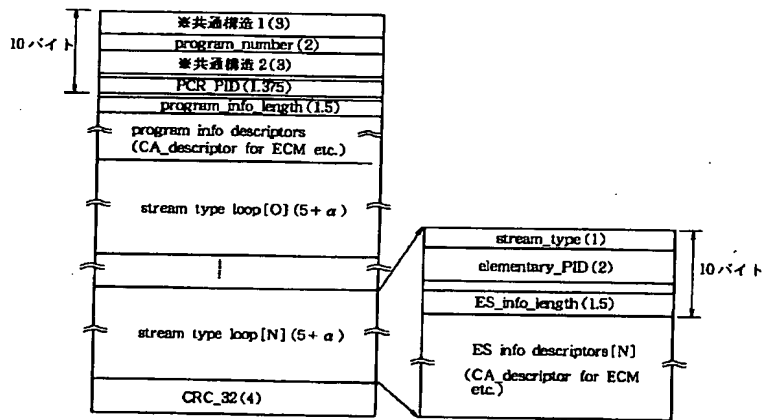 ※共通構造1(3)
10バイト
program_number(2)
※共通構造2(3)
PCR_PID(1.375)
program_info_length(1.5)
program info descriptors
(CA_descriptor for ECM etc.)
stream type loop[O](5+α)
stream type loop[N](5+α)
CRC_32(4)
stream_type(1)
elementary_PID(2)
10バイト
ES_info_length(1.5)
ES info descriptors[N]
(CA_descriptor for ECM
etc.)